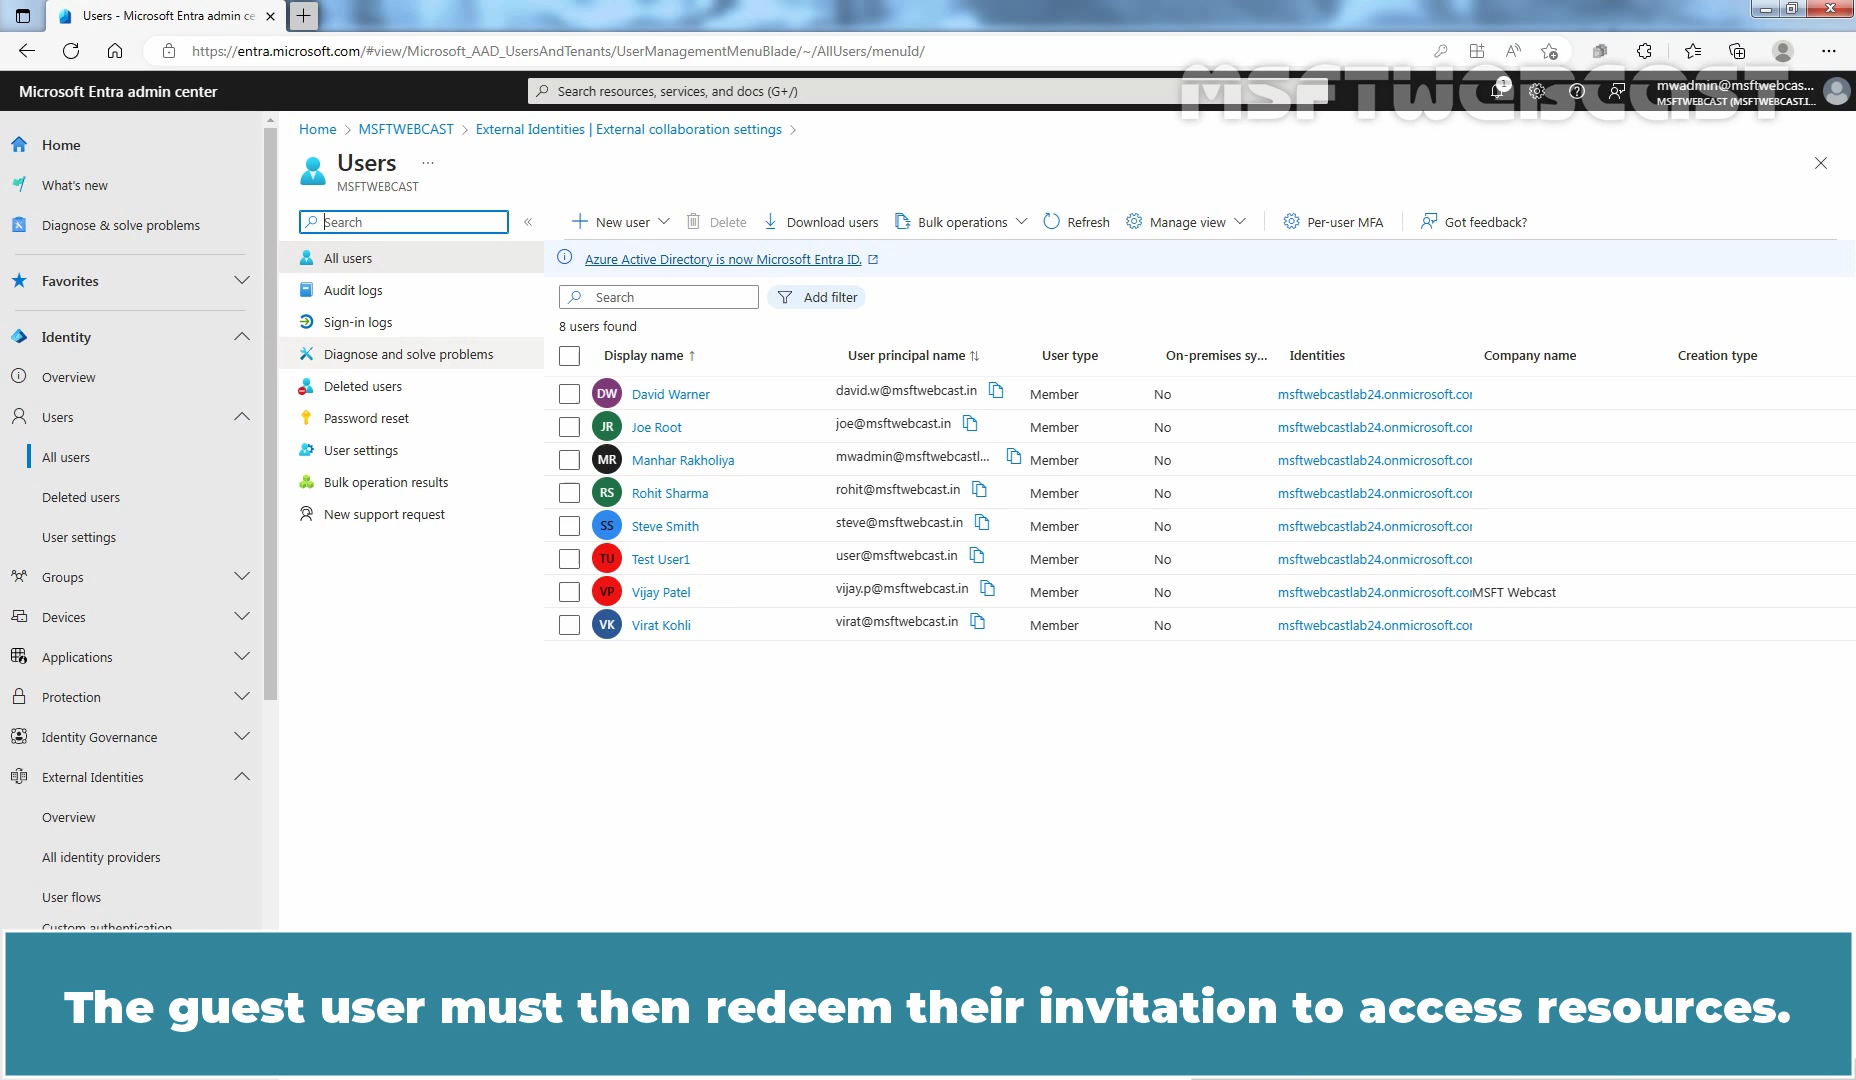 Users - Microsoft Entra admin ce
https://entra.microsoft.com/#view/Microsoft_AAD_UsersAndTenants/UserManagementMenuBlade/~/AllUsers/menuId/
Microsoft Entra admin center
Search resources, services, and docs (G+/)
1
mwadmin@msftwebcas...
MSFTWEBCAST (MSFTWEBCAST.I...
MSFTWEBCAST
Home
What's new
Diagnose & solve problems
Favorites
Identity
Overview
Users
All users
Deleted users
User settings
Groups
Devices
Applications
Protection
Identity Governance
External Identities
Overview
All identity providers
User flows
Custom authentication
Home > MSFTWEBCAST > External Identities | External collaboration settings >
Users ...
MSFTWEBCAST
Search
All users
Audit logs
Sign-in logs
Diagnose and solve problems
Deleted users
Password reset
User settings
Bulk operation results
New support request
New user Delete Download users Bulk operations Refresh Manage view Per-user MFA Got feedback?
Azure Active Directory is now Microsoft Entra ID.
Search Add filter
8 users found
Display name ↑ User principal name ↑↓ User type On-premises sy... Identities Company name Creation type
DW David Warner david.w@msftwebcast.in Member No msftwebcastlab24.onmicrosoft.cor
JR Joe Root joe@msftwebcast.in Member No msftwebcastlab24.onmicrosoft.cor
MR Manhar Rakholiya mwadmin@msftwebcastl... Member No msftwebcastlab24.onmicrosoft.cor
RS Rohit Sharma rohit@msftwebcast.in Member No msftwebcastlab24.onmicrosoft.cor
SS Steve Smith steve@msftwebcast.in Member No msftwebcastlab24.onmicrosoft.cor
TU Test User1 user@msftwebcast.in Member No msftwebcastlab24.onmicrosoft.cor
VP Vijay Patel vijay.p@msftwebcast.in Member No msftwebcastlab24.onmicrosoft.cor MSFT Webcast
VK Virat Kohli virat@msftwebcast.in Member No msftwebcastlab24.onmicrosoft.cor
The guest user must then redeem their invitation to access resources.